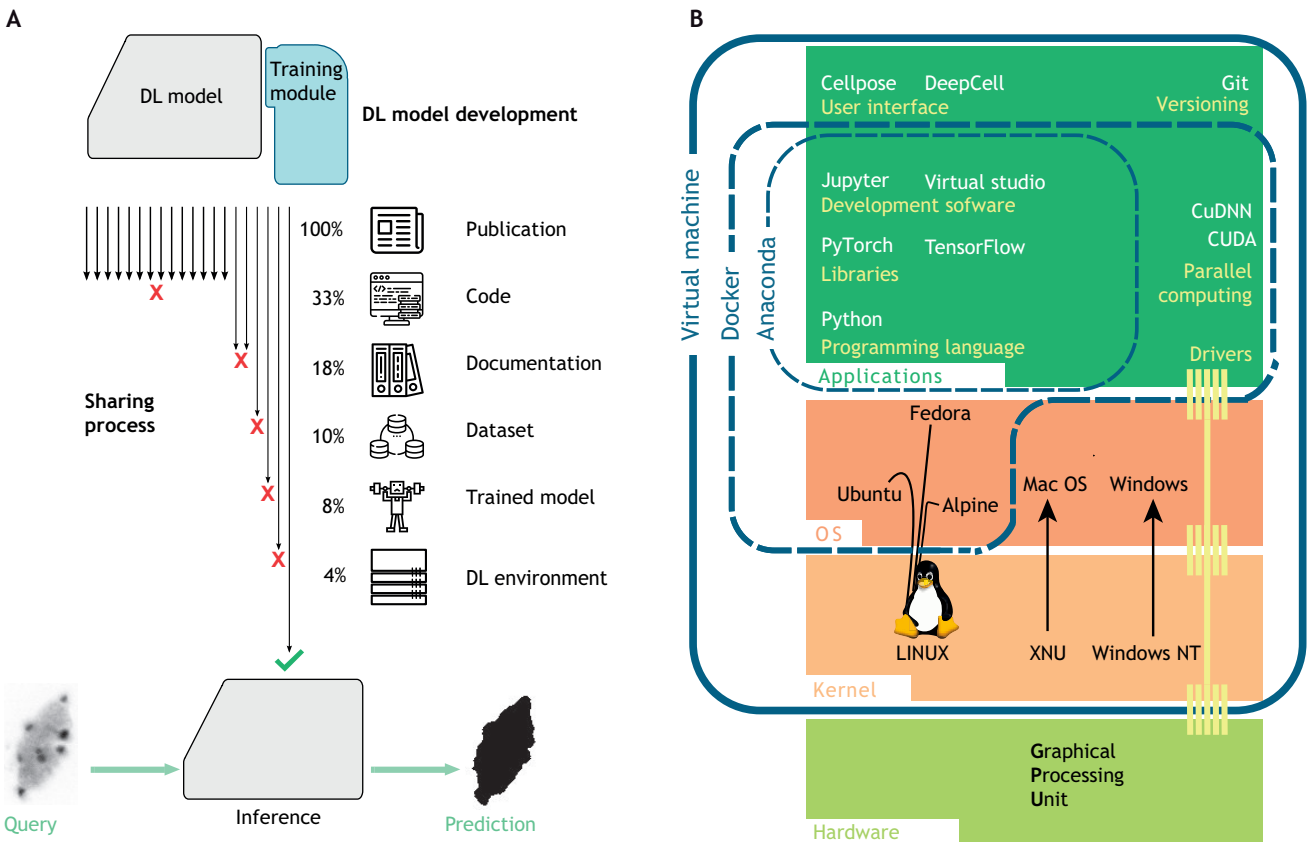 A
DL model
Training
module
DL model development
100%
Publication
33%
Code
18%
Documentation
Sharing
process
10%
Dataset
8%
Trained model
4%
DL environment
Query
Inference
Prediction
B
Virtual machine
Docker
Anaconda
Cellpose DeepCell Git
User interface Versioning
Jupyter Virtual studio
Development sofware
CuDNN
CUDA
PyTorch TensorFlow
Libraries
Parallel
computing
Python
Programming language
Drivers
Applications
Fedora
Ubuntu
Alpine
Mac OS
Windows
OS
LINUX
XNU
Windows NT
Kernel
Graphical
Processing
Unit
Hardware